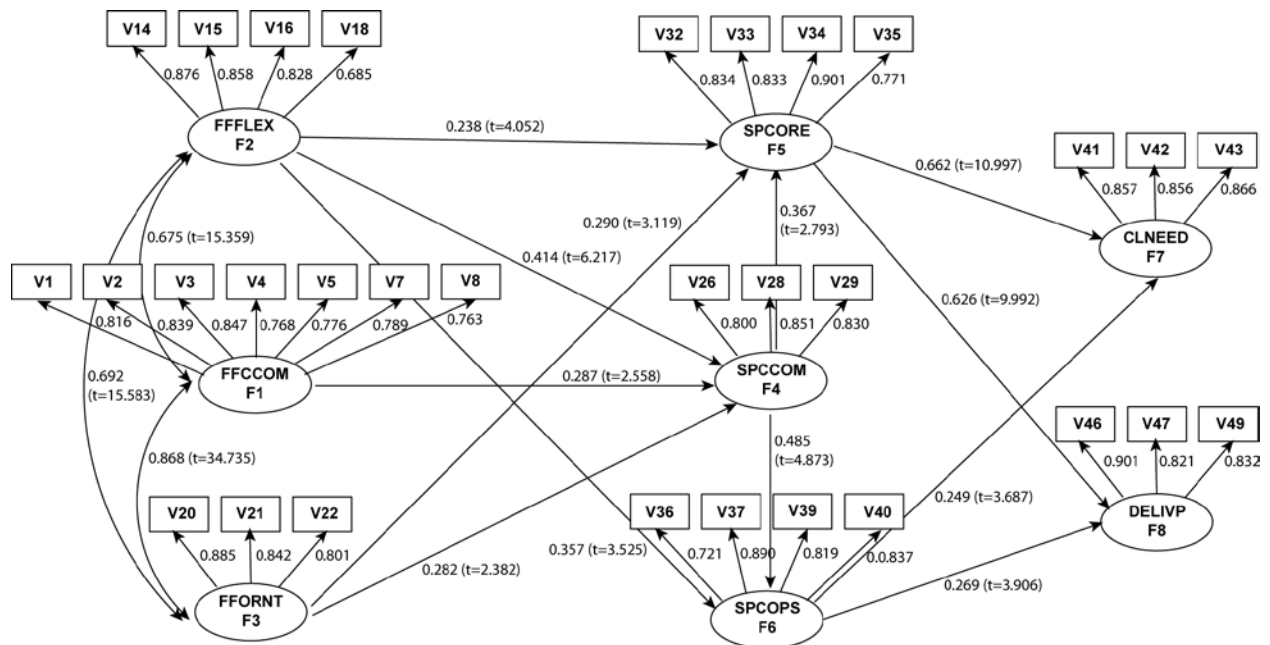 V14 V15 V16 V18
V32 V33 V34 V35
0.876 0.858 0.828 0.685
0.834 0.833 0.901 0.771
FFFLEX
F2
0.238 (t=4.052)
SPCORE
F5
V41 V42 V43
0.662 (t=10.997)
0.857 0.856 0.866
0.675 (t=15.359)
0.290 (t=3.119)
0.367
(t=2.793)
CLNEED
F7
0.414 (t=6.217)
V1 V2 V3 V4 V5 V7 V8
V26 V28 V29
0.816 0.839 0.847 0.768 0.776 0.789 0.763
0.800 0.851 0.830
0.626 (t=9.992)
0.692
(t=15.583)
FFCCOM
F1
0.287 (t=2.558)
SPCCOM
F4
V46 V47 V49
0.868 (t=34.735)
0.485
(t=4.873)
0.901 0.821 0.832
V20 V21 V22
V36 V37 V39 V40
0.249 (t=3.687)
DELIVP
F8
0.885 0.842 0.801
0.357 (t=3.525)
0.721 0.890 0.819 0.0.837
0.282 (t=2.382)
0.269 (t=3.906)
FFORNT
F3
SPCOPS
F6